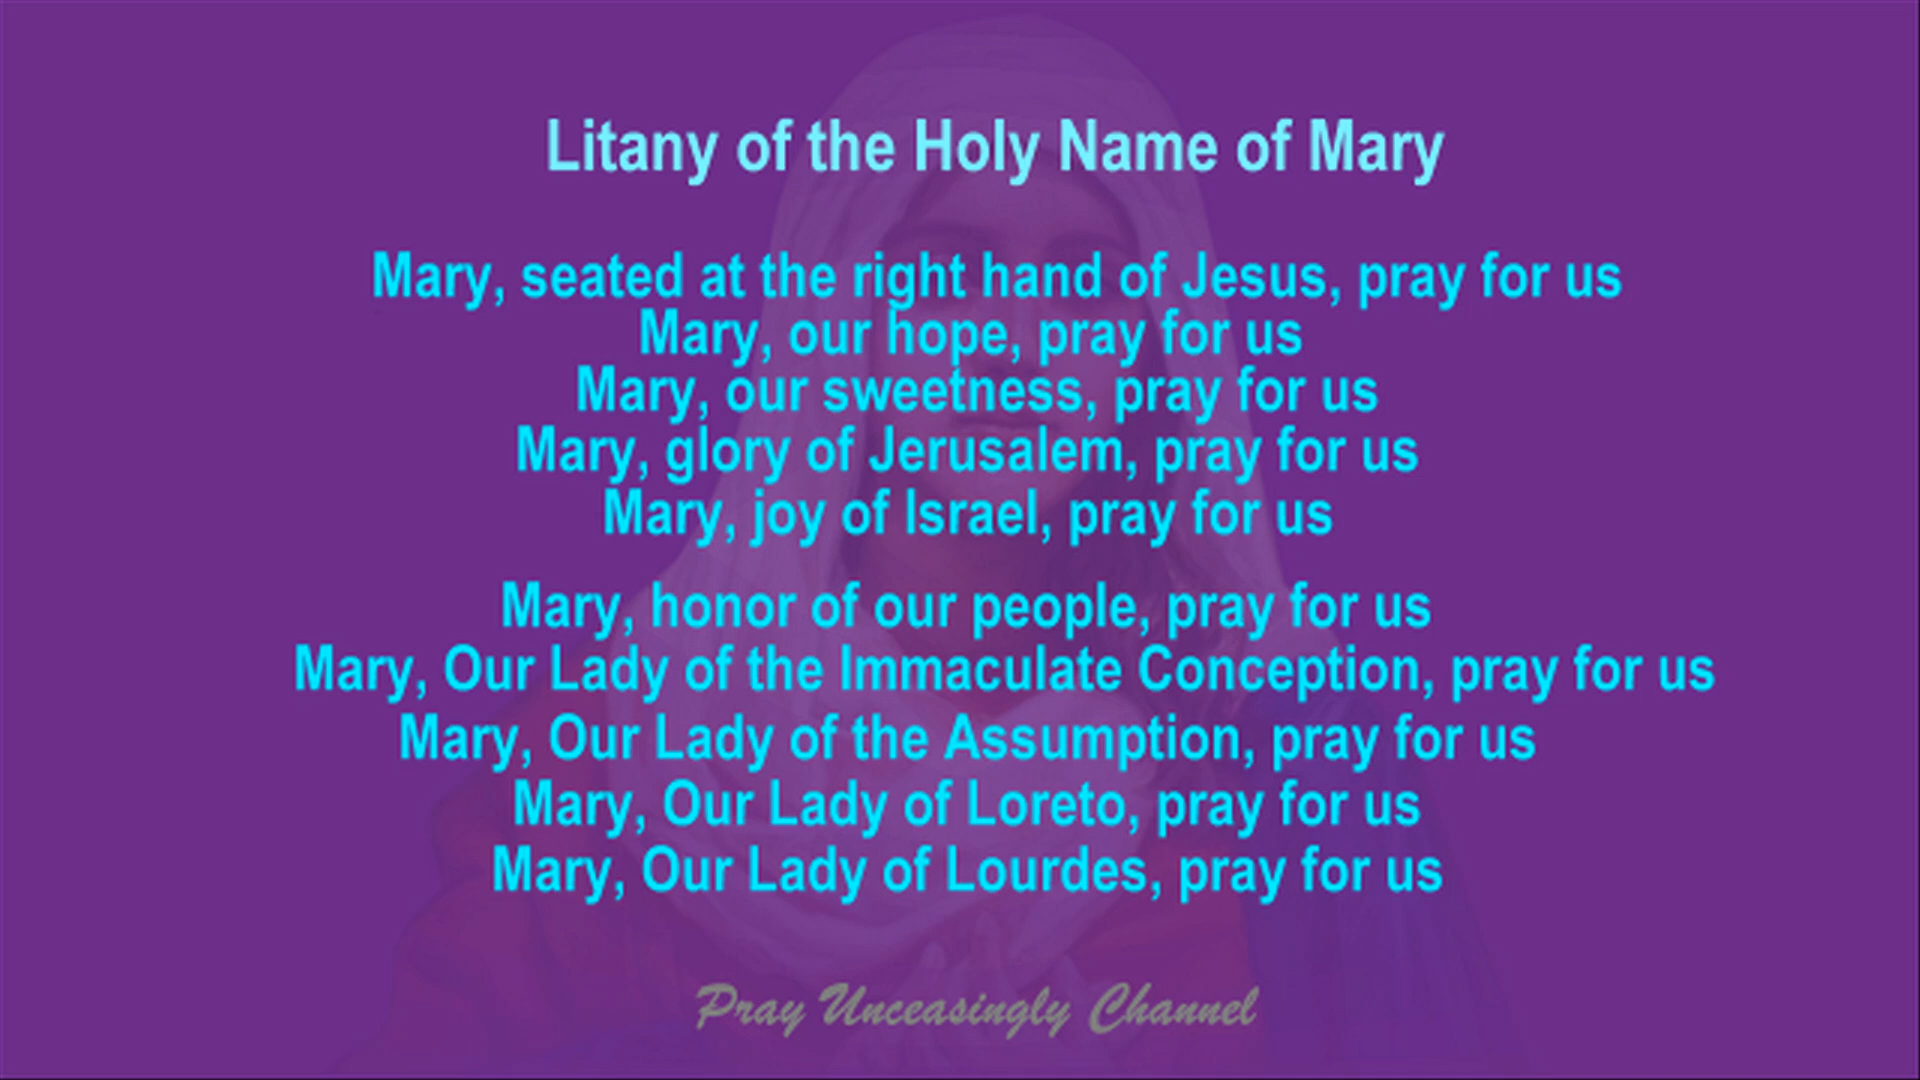 Litany of the Holy Name of Mary
Mary, seated at the right hand of Jesus, pray for us
Mary, our hope, pray for us
Mary, our sweetness, pray for us
Mary, glory of Jerusalem, pray for us
Mary, joy of Israel, pray for us
Mary, honor of our people, pray for us
Mary, Our Lady of the Immaculate Conception, pray for us
Mary, Our Lady of the Assumption, pray for us
Mary, Our Lady of Loreto, pray for us
Mary, Our Lady of Lourdes, pray for us
Pray Unceasingly Channel